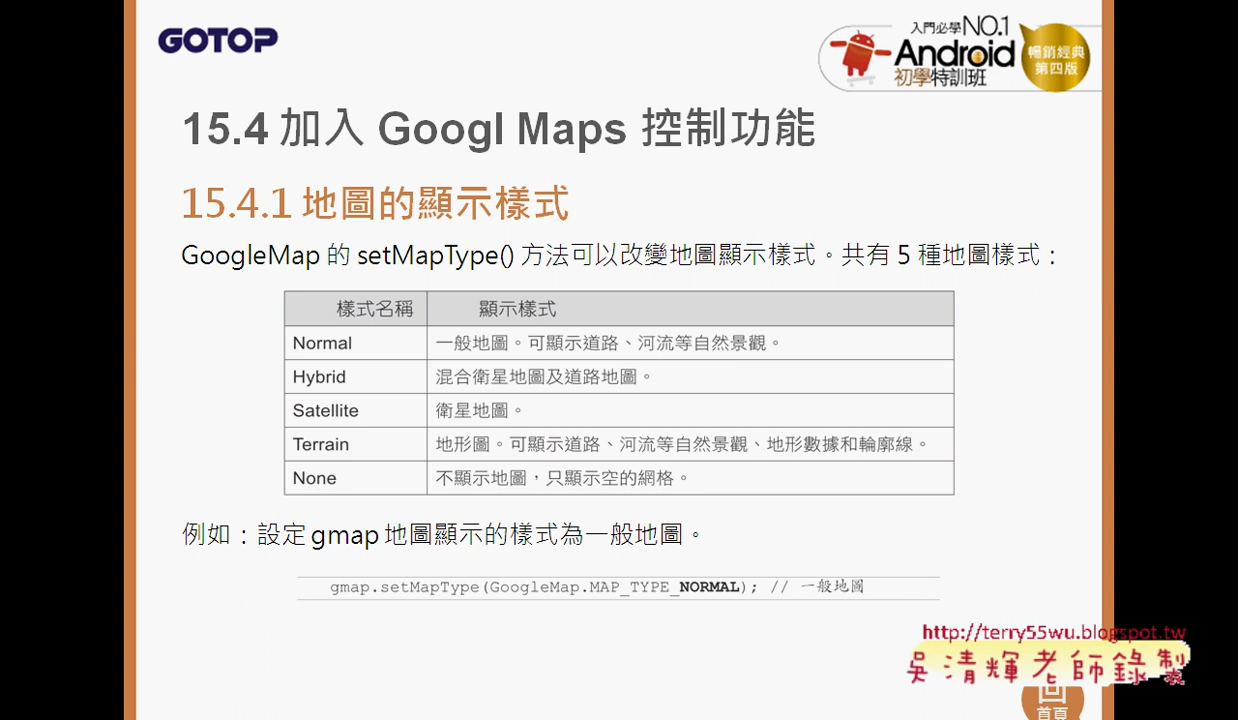 GOTOP
入門必學NO.1
Android
初學特訓班
暢銷經典
第四版
15.4 加入 Googl Maps 控制功能
15.4.1 地圖的顯示樣式
GoogleMap 的 setMapType() 方法可以改變地圖顯示樣式。共有 5 種地圖樣式：
樣式名稱 顯示樣式
Normal 一般地圖。可顯示道路、河流等自然景觀。
Hybrid 混合衛星地圖及道路地圖。
Satellite 衛星地圖。
Terrain 地形圖。可顯示道路、河流等自然景觀、地形數據和輪廓線。
None 不顯示地圖，只顯示空的網格。
例如：設定 gmap 地圖顯示的樣式為一般地圖。
gmap.setMapType(GoogleMap.MAP_TYPE_NORMAL); // 一般地圖
http://terry55wu.blogspot.tw
吳清輝老師錄製
回
首頁